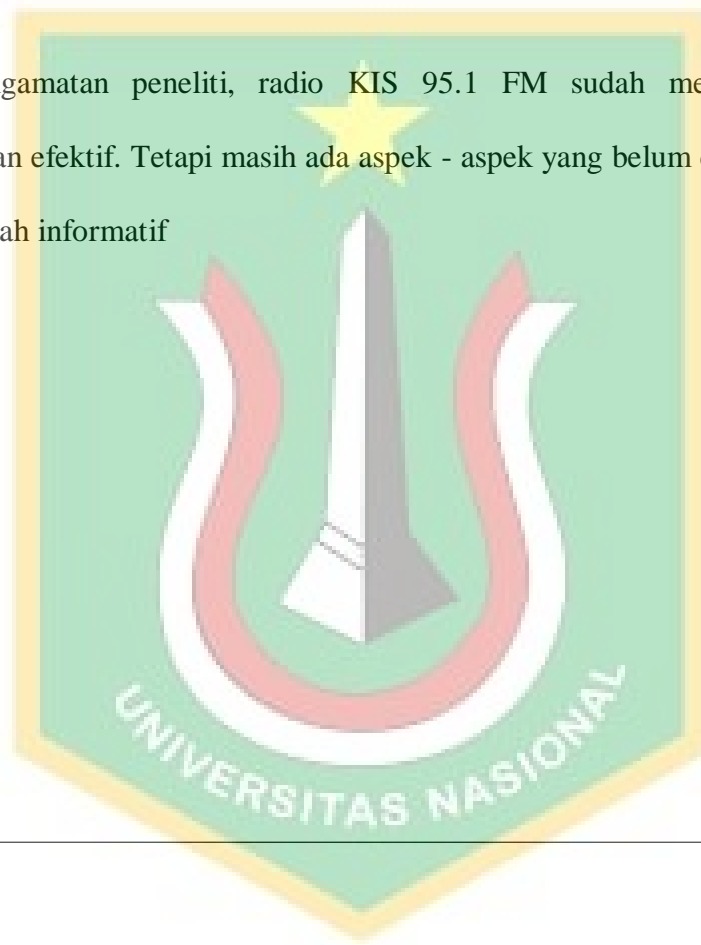 gamatan peneliti, radio KIS 95.1 FM sudah me
an efektif. Tetapi masih ada aspek - aspek yang belum
ah informatif
UNIVERSITAS NASIONAL